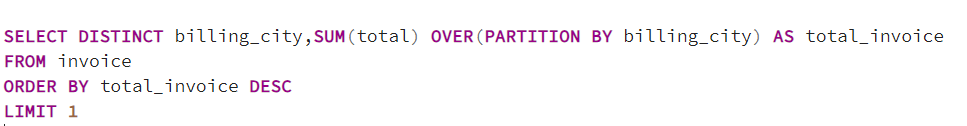 SELECT DISTINCT billing_city,SUM(total) OVER(PARTITION BY billing_city) AS total_invoice
FROM invoice
ORDER BY total_invoice DESC
LIMIT 1